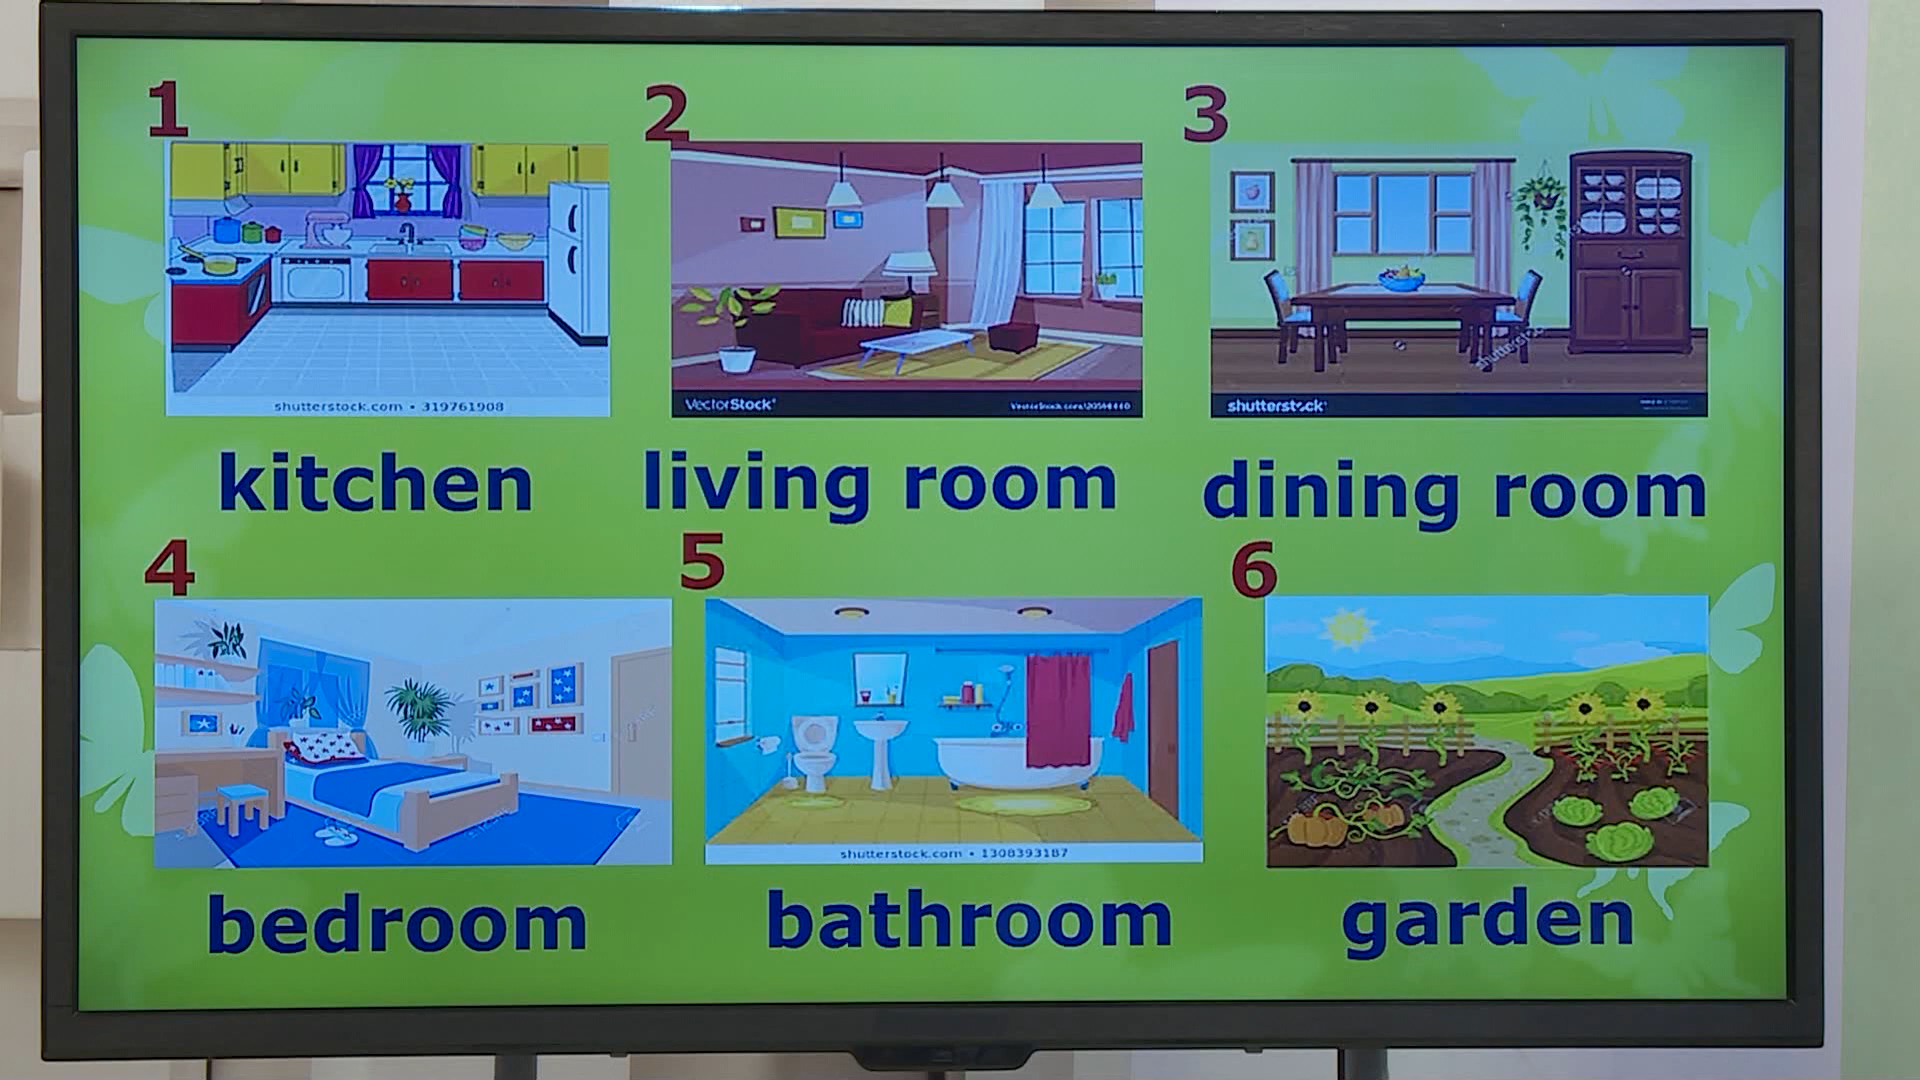 1
2
3
shutterstock.com • 319761908
VectorStock
shutterstock
kitchen
living room
dining room
4
5
6
shutterstock.com • 1308393187
bedroom
bathroom
garden